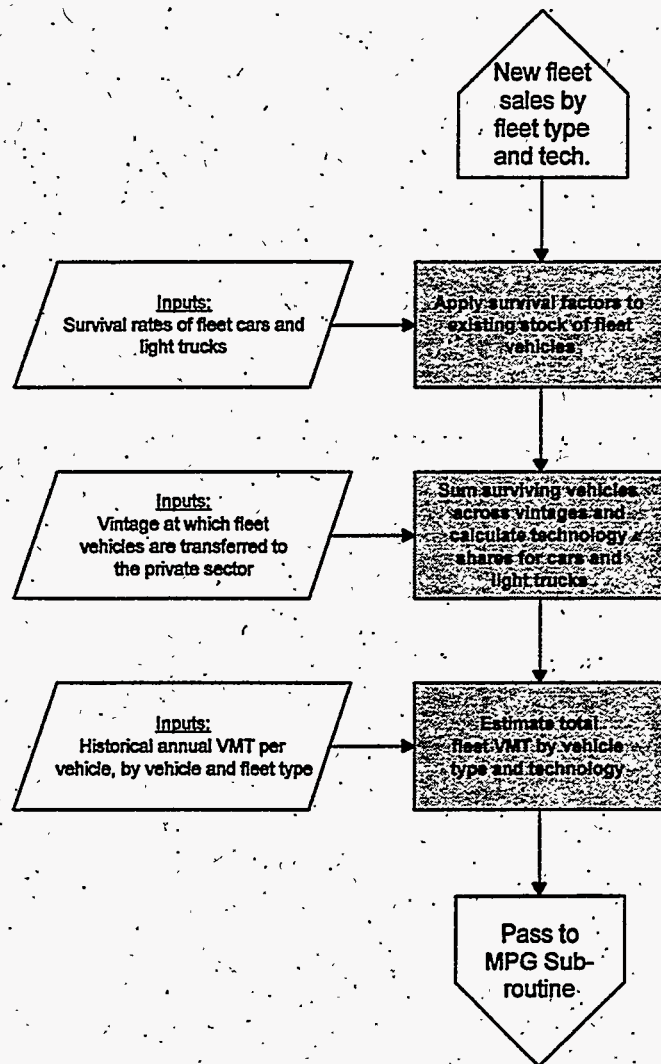 New fleet
sales by
fleet type
and tech.
Inputs:
Survival rates of fleet cars and
light trucks
Apply survival factors to
existing stock of fleet
vehicles
Inputs:
Vintage at which fleet
vehicles are transferred to
the private sector
Sum surviving vehicles
across vintages and
calculate technology
shares for cars and
light trucks
Inputs:
Historical annual VMT per
vehicle, by vehicle and fleet type
Estimate total
fleet VMT by vehicle
type and technology
Pass to
MPG Sub-
routine